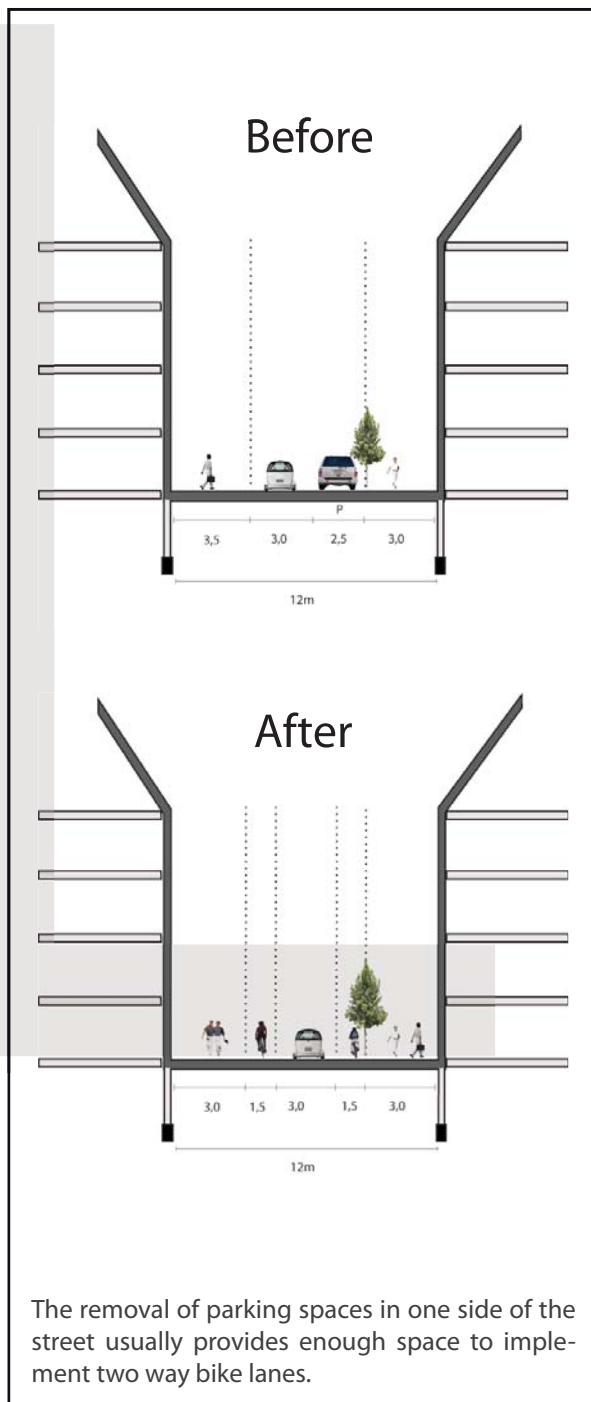 Before
P
3,5 3,0 2,5 3,0
12m
After
3,0 1,5 3,0 1,5 3,0
12m
The removal of parking spaces in one side of the
street usually provides enough space to imple-
ment two way bike lanes.